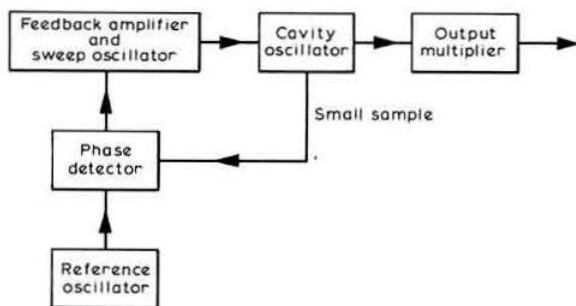 Feedback amplifier
and
sweep oscillator
Cavity
oscillator
Output
multiplier
Small sample
Phase
detector
Reference
oscillator